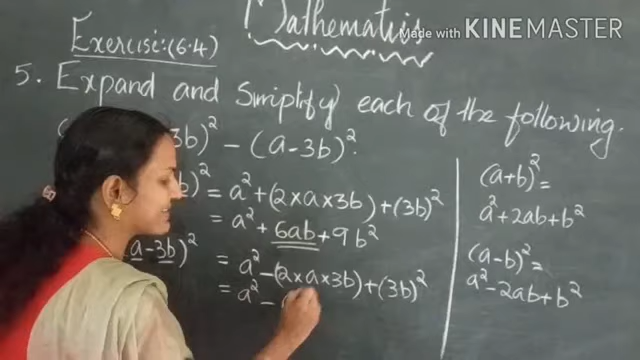 Mathematics
Made with KINEMASTER
Exercise:(6.4)
5. Expand and Simplify each of the following.
3b)² - (a-3b)².
b)² = a²+(2×a×3b)+(3b)²
= a² + 6ab + 9b²
a-3b)² = a² -(2×a×3b)+(3b)²
= a² -
(a+b)² =
a²+2ab+b²
(a-b)² =
a²-2ab+b²